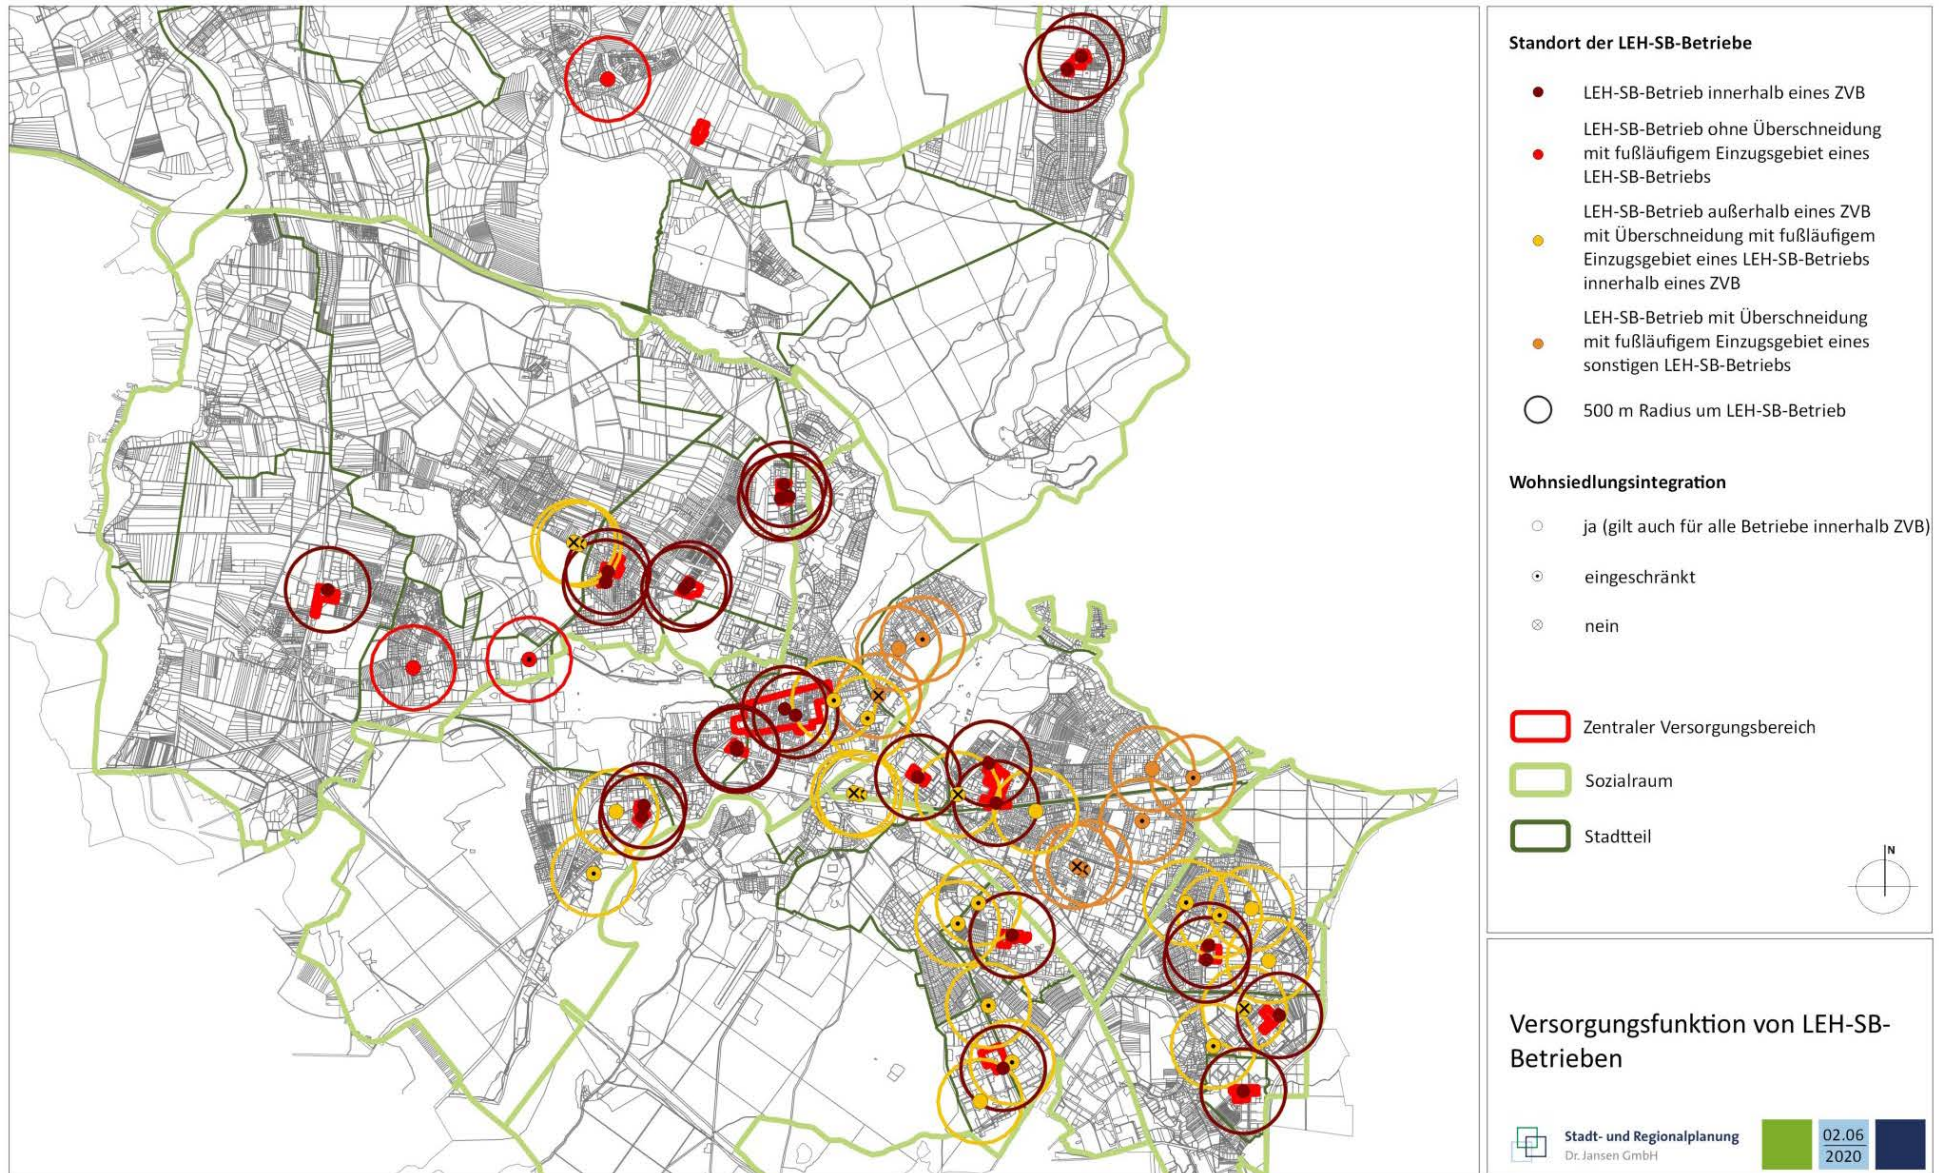 Standort der LEH-SB-Betriebe
LEH-SB-Betrieb innerhalb eines ZVB
LEH-SB-Betrieb ohne Überschneidung
mit fußläufigem Einzugsgebiet eines
LEH-SB-Betriebs
LEH-SB-Betrieb außerhalb eines ZVB
mit Überschneidung mit fußläufigem
Einzugsgebiet eines LEH-SB-Betriebs
innerhalb eines ZVB
LEH-SB-Betrieb mit Überschneidung
mit fußläufigem Einzugsgebiet eines
sonstigen LEH-SB-Betriebs
500 m Radius um LEH-SB-Betrieb
Wohnsiedlungsintegration
ja (gilt auch für alle Betriebe innerhalb ZVB)
eingeschränkt
nein
Zentraler Versorgungsbereich
Sozialraum
Stadtteil
N
Versorgungsfunktion von LEH-SB-
Betrieben
Stadt- und Regionalplanung
Dr. Jansen GmbH
02.06
2020